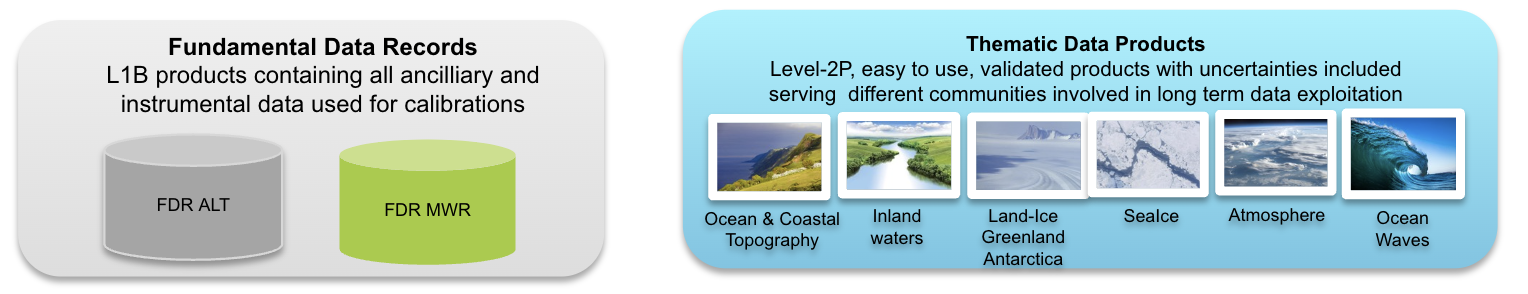 Fundamental Data Records
L1B products containing all ancilliary and
instrumental data used for calibrations
FDR ALT
FDR MWR
Thematic Data Products
Level-2P, easy to use, validated products with uncertainties included
serving different communities involved in long term data exploitation
Ocean & Coastal
Topography
Inland
waters
Land-Ice
Greenland
Antarctica
SeaIce
Atmosphere
Ocean
Waves